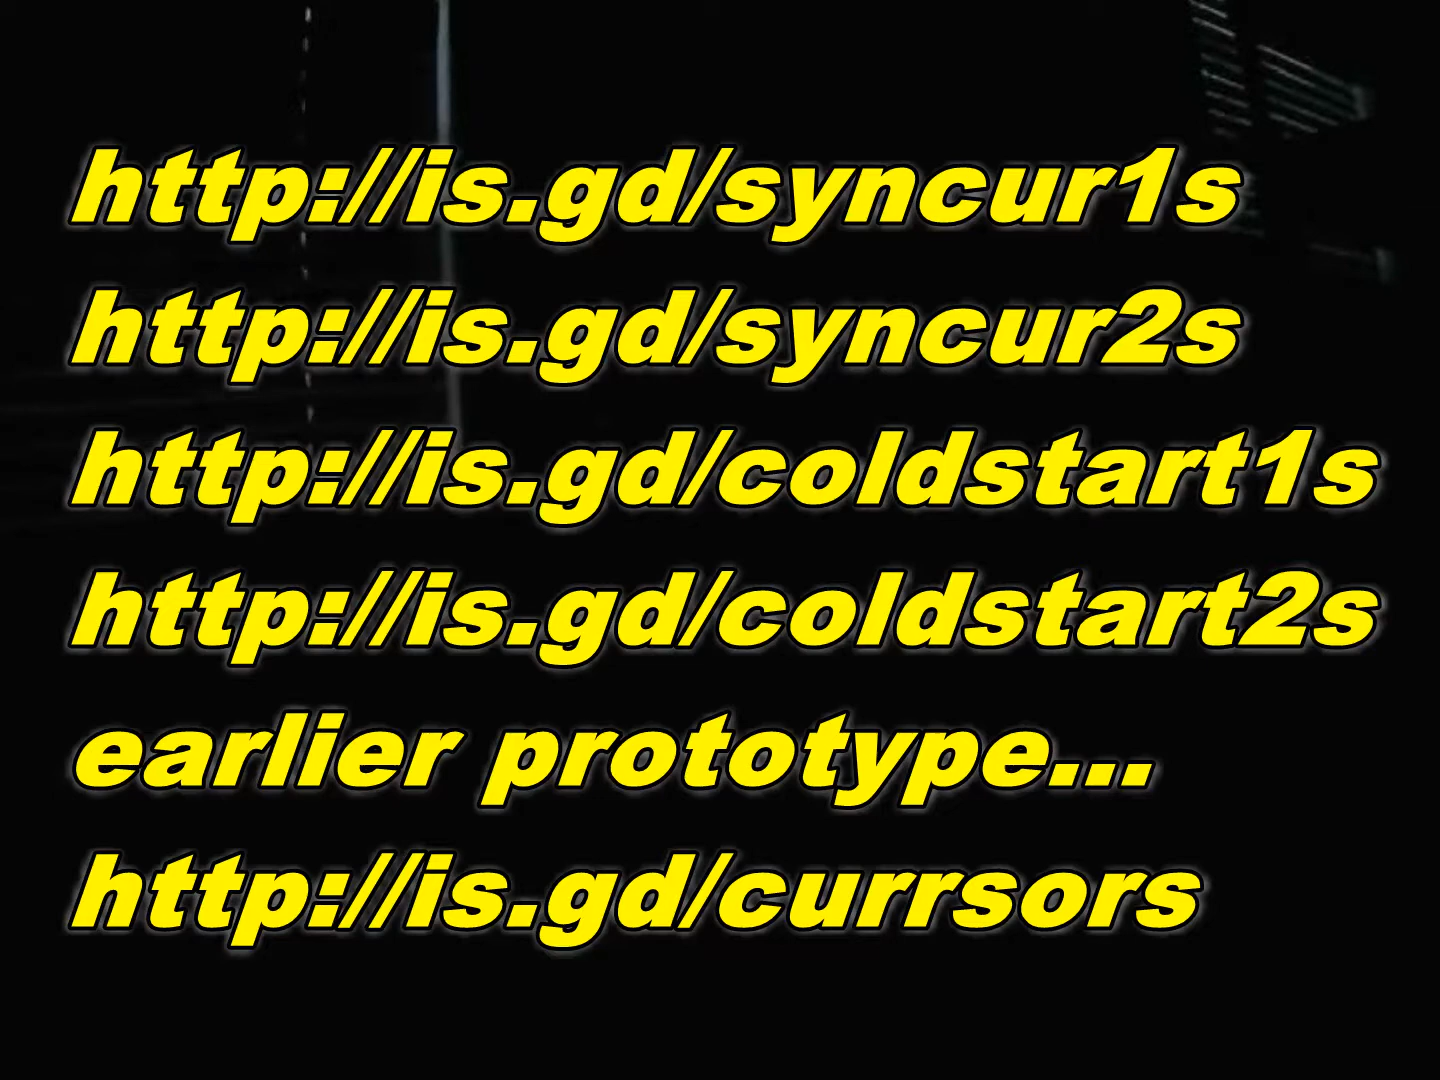 http://is.gd/syncur1s
http://is.gd/syncur2s
http://is.gd/coldstart1s
http://is.gd/coldstart2s
earlier prototype...
http://is.gd/currsors